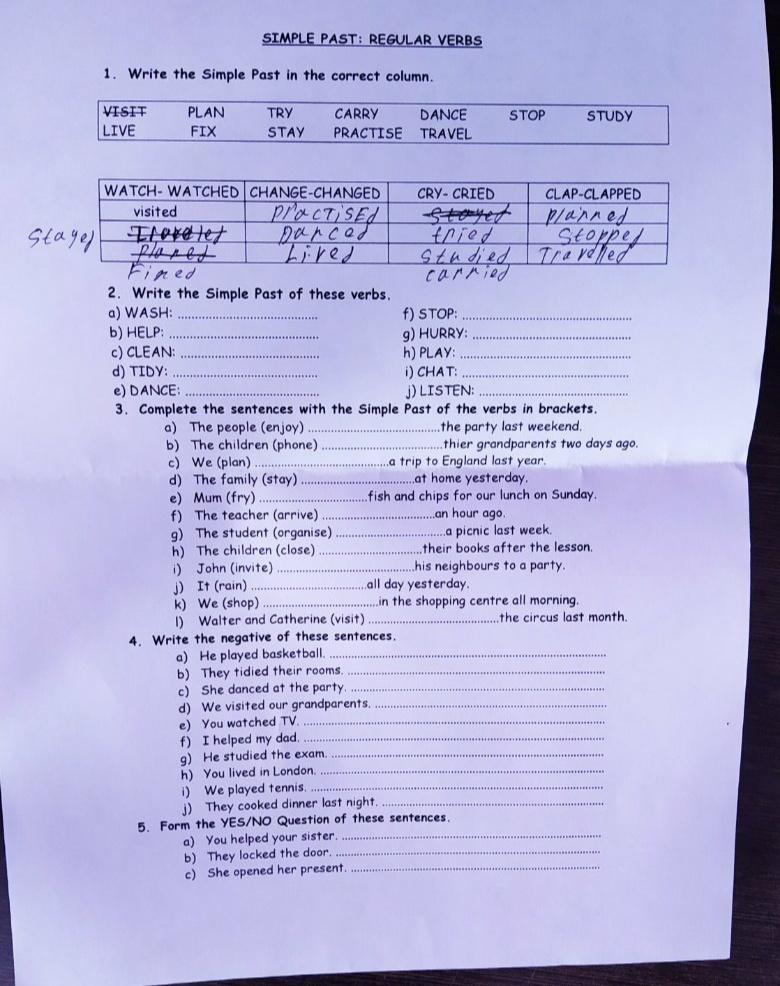 SIMPLE PAST: REGULAR VERBS
1. Write the Simple Past in the correct column.
VISIT PLAN TRY CARRY DANCE STOP STUDY
LIVE FIX STAY PRACTISE TRAVEL
WATCH- WATCHED CHANGE-CHANGED CRY- CRIED CLAP-CLAPPED
visited PracTiSEd Stayed planned
Stayed Danced tried Stopped
Planed Lived Studied Travelled
Fixed carried
2. Write the Simple Past of these verbs.
a) WASH: ........ f) STOP: ........
b) HELP: ........ g) HURRY: ........
c) CLEAN: ........ h) PLAY: ........
d) TIDY: ........ i) CHAT: ........
e) DANCE: ........ j) LISTEN: ........
3. Complete the sentences with the Simple Past of the verbs in brackets.
a) The people (enjoy) ........the party last weekend.
b) The children (phone) ........thier grandparents two days ago.
c) We (plan) ........a trip to England last year.
d) The family (stay) ........at home yesterday.
e) Mum (fry) ........fish and chips for our lunch on Sunday.
f) The teacher (arrive) ........an hour ago.
g) The student (organise) ........a picnic last week.
h) The children (close) ........their books after the lesson.
i) John (invite) ........his neighbours to a party.
j) It (rain) ........all day yesterday.
k) We (shop) ........in the shopping centre all morning.
l) Walter and Catherine (visit) ........the circus last month.
4. Write the negative of these sentences.
a) He played basketball. ........
b) They tidied their rooms. ........
c) She danced at the party. ........
d) We visited our grandparents. ........
e) You watched TV. ........
f) I helped my dad. ........
g) He studied the exam. ........
h) You lived in London. ........
i) We played tennis. ........
j) They cooked dinner last night. ........
5. Form the YES/NO Question of these sentences.
a) You helped your sister. ........
b) They locked the door. ........
c) She opened her present. ........